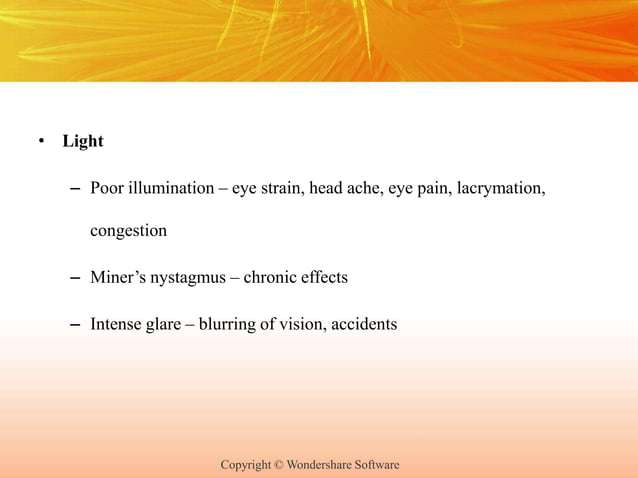 • Light
– Poor illumination – eye strain, head ache, eye pain, lacrymation,
congestion
– Miner’s nystagmus – chronic effects
– Intense glare – blurring of vision, accidents
Copyright © Wondershare Software